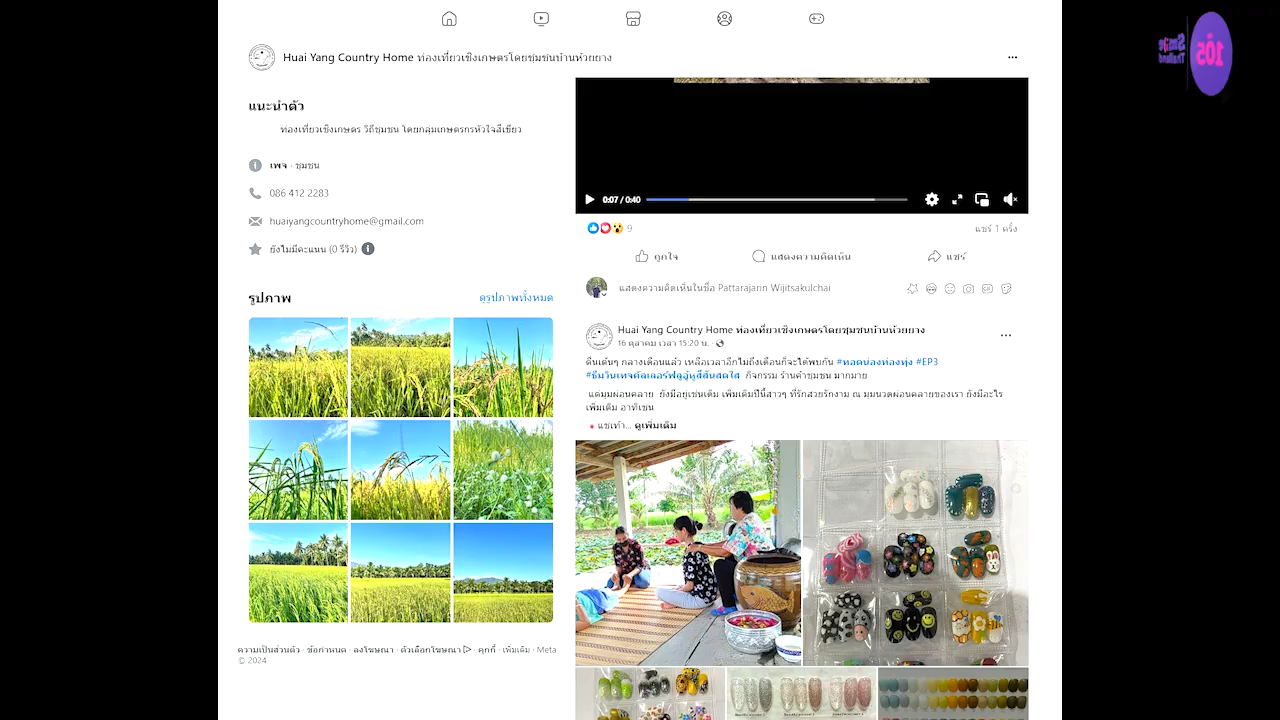 Huai Yang Country Home ท่องเที่ยวเชิงเกษตรโดยชุมชนบ้านห้วยยาง
แนะนำตัว
ท่องเที่ยวเชิงเกษตร วิถีชุมชน โดยกลุ่มเกษตรกรหัวใจสีเขียว
เพจ · ชุมชน
086 412 2283
huaiyangcountryhome@gmail.com
ยังไม่มีคะแนน (0 รีวิว)
รูปภาพ
ดูรูปภาพทั้งหมด
ความเป็นส่วนตัว · ข้อกำหนด · ลงโฆษณา · ตัวเลือกโฆษณา · คุกกี้ · เพิ่มเติม · Meta
© 2024
0:07 / 0:40
9
แชร์ 1 ครั้ง
ถูกใจ
แสดงความคิดเห็น
แชร์
แสดงความคิดเห็นในชื่อ Pattarajarin Wijitsakulchai
Huai Yang Country Home ท่องเที่ยวเชิงเกษตรโดยชุมชนบ้านห้วยยาง
16 ตุลาคม เวลา 15:20 น. ·
ตื่นเต้นๆ กลางเดือนแล้ว เหลือเวลาอีกไม่ถึงเดือนก็จะได้พบกัน #ทอดน่องท่องทุ่ง #EP3
#ธีมวินเทจคัลเลอร์ฟูลอู้หูสีสันสดใส กิจกรรม ร้านค้าชุมชน มากมาย
แต่มุมผ่อนคลาย ยังมีอยู่เช่นเดิม เพิ่มเติมปีนี้สาวๆ ที่รักสวยรักงาม ณ มุมนวดผ่อนคลายของเรา ยังมีอะไร
เพิ่มเติม อาทิเช่น
แช่เท้า... ดูเพิ่มเติม
105
Smile
Thailand